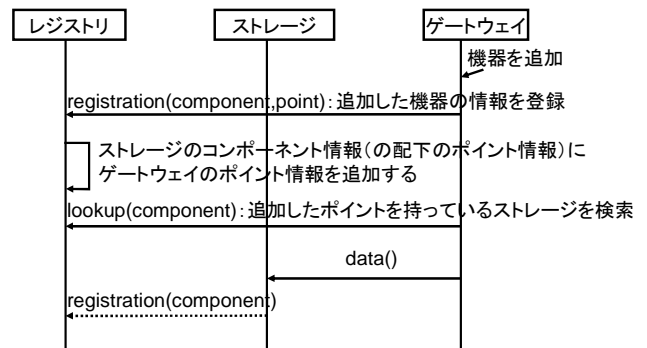 レジストリ
ストレージ
ゲートウェイ
機器を追加
registration(component,point):追加した機器の情報を登録
ストレージのコンポーネント情報(の配下のポイント情報)に
ゲートウェイのポイント情報を追加する
lookup(component):追加したポイントを持っているストレージを検索
data()
registration(component)